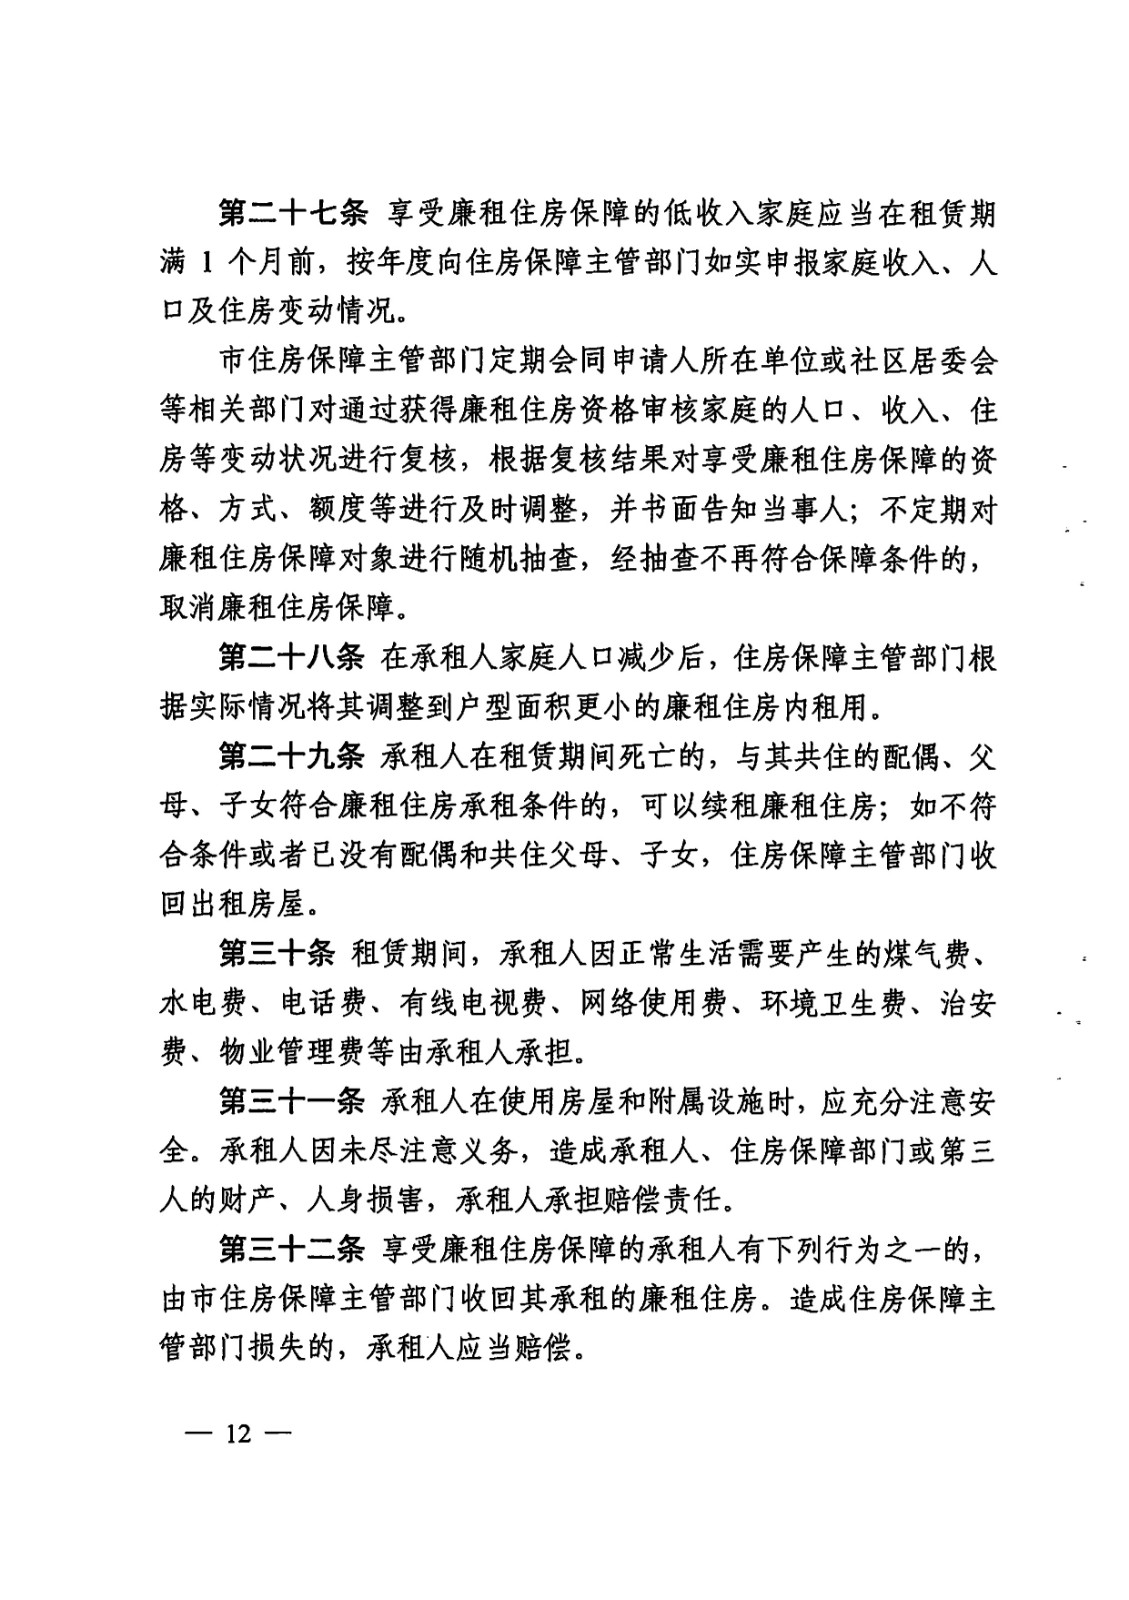 第二十七条 享受廉租住房保障的低收入家庭应当在租赁期
满 1 个月前，按年度向住房保障主管部门如实申报家庭收入、人
口及住房变动情况。
市住房保障主管部门定期会同申请人所在单位或社区居委会
等相关部门对通过获得廉租住房资格审核家庭的人口、收入、住
房等变动状况进行复核，根据复核结果对享受廉租住房保障的资
格、方式、额度等进行及时调整，并书面告知当事人；不定期对
廉租住房保障对象进行随机抽查，经抽查不再符合保障条件的，
取消廉租住房保障。
第二十八条 在承租人家庭人口减少后，住房保障主管部门根
据实际情况将其调整到户型面积更小的廉租住房内租用。
第二十九条 承租人在租赁期间死亡的，与其共住的配偶、父
母、子女符合廉租住房承租条件的，可以续租廉租住房；如不符
合条件或者已没有配偶和共住父母、子女，住房保障主管部门收
回出租房屋。
第三十条 租赁期间，承租人因正常生活需要产生的煤气费、
水电费、电话费、有线电视费、网络使用费、环境卫生费、治安
费、物业管理费等由承租人承担。
第三十一条 承租人在使用房屋和附属设施时，应充分注意安
全。承租人因未尽注意义务，造成承租人、住房保障部门或第三
人的财产、人身损害，承租人承担赔偿责任。
第三十二条 享受廉租住房保障的承租人有下列行为之一的，
由市住房保障主管部门收回其承租的廉租住房。造成住房保障主
管部门损失的，承租人应当赔偿。
— 12 —